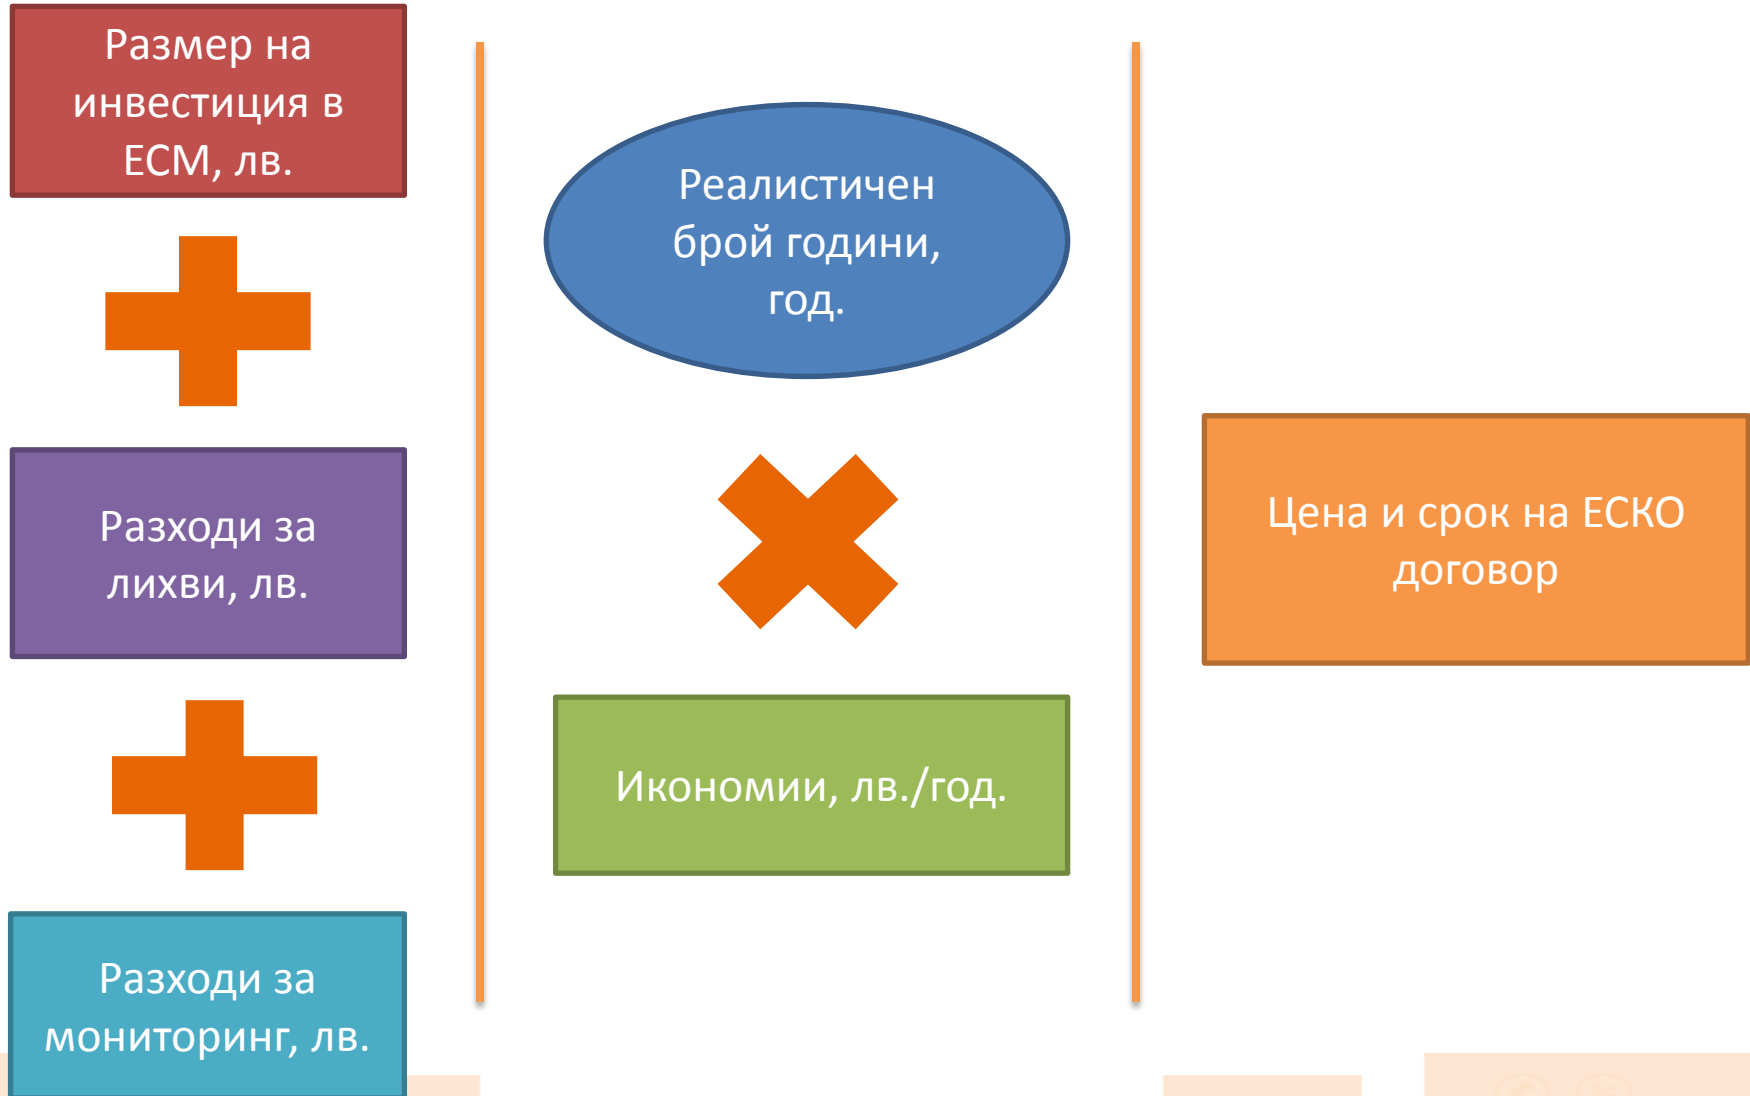 Размер на
инвестиция в
ЕСМ, лв.
Разходи за
лихви, лв.
Разходи за
мониторинг, лв.
Реалистичен
брой години,
год.
Икономии, лв./год.
Цена и срок на ЕСКО
договор